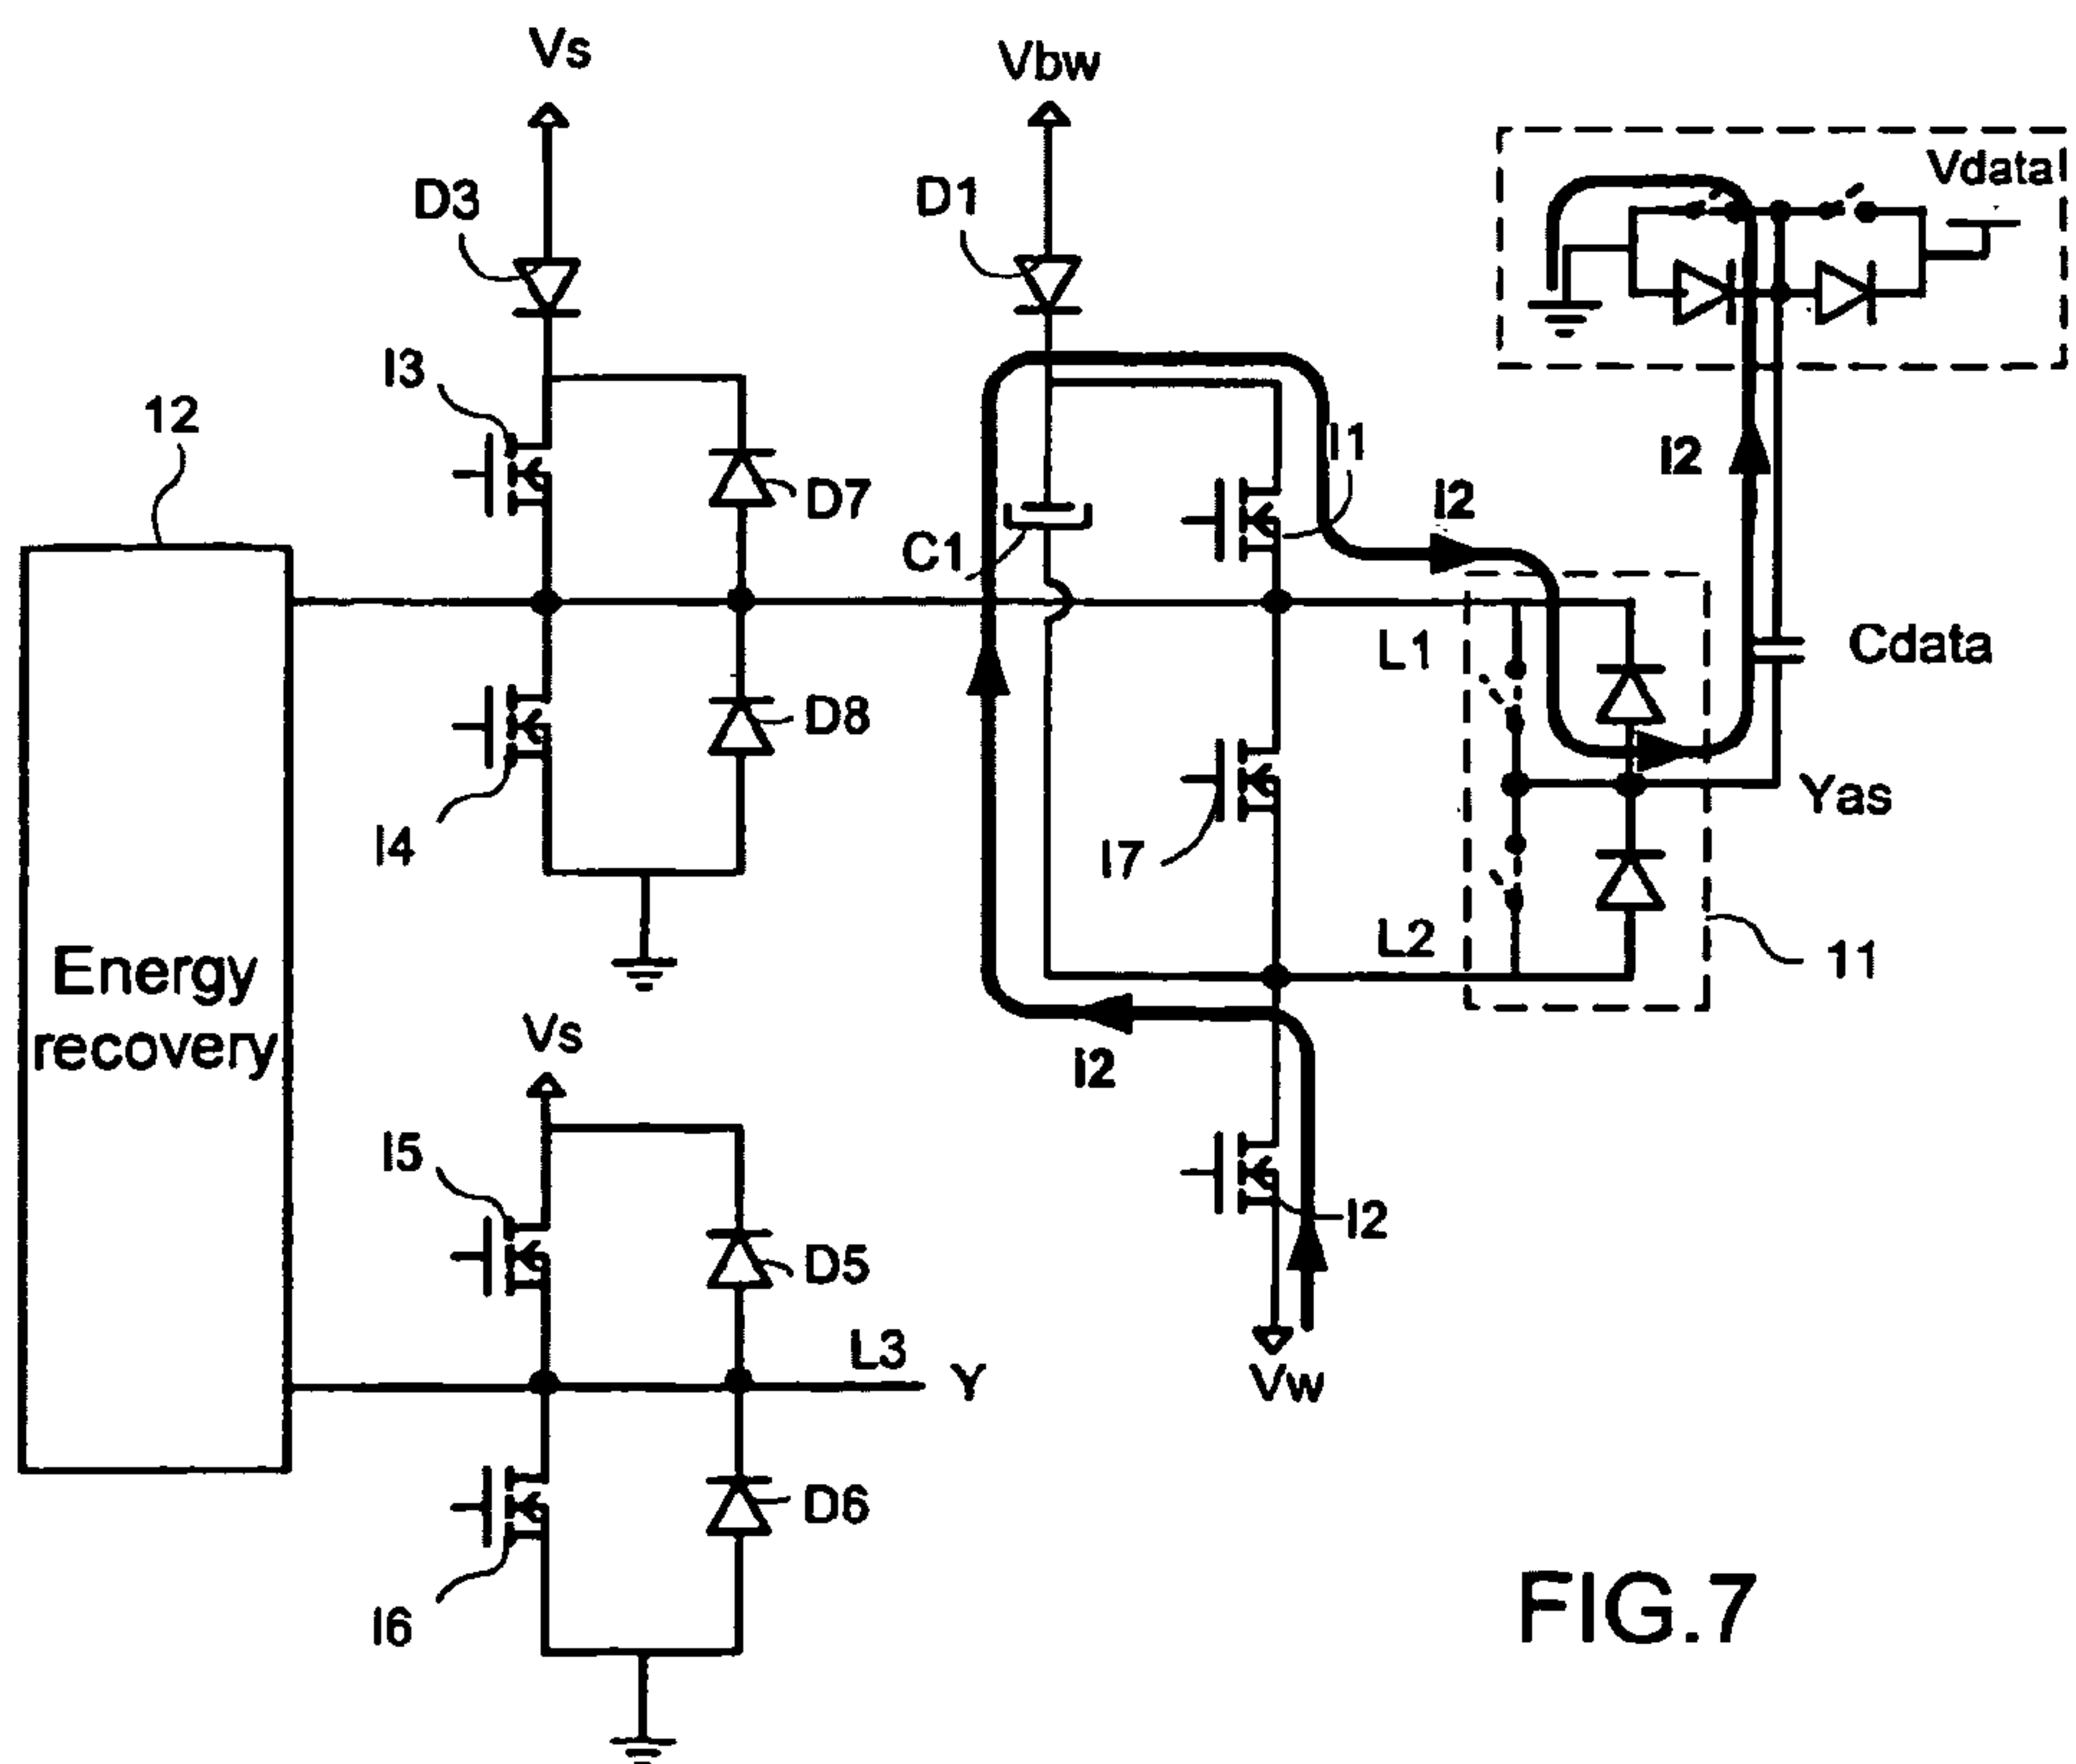 Vs
Vbw
Vdata
D3
D1
I3
I1
12
i2
i2
D7
C1
L1
Cdata
D8
Yas
I4
I7
L2
11
Energy
recovery
Vs
i2
I5
I2
D5
L3
Y
Vw
D6
I6
FIG.7